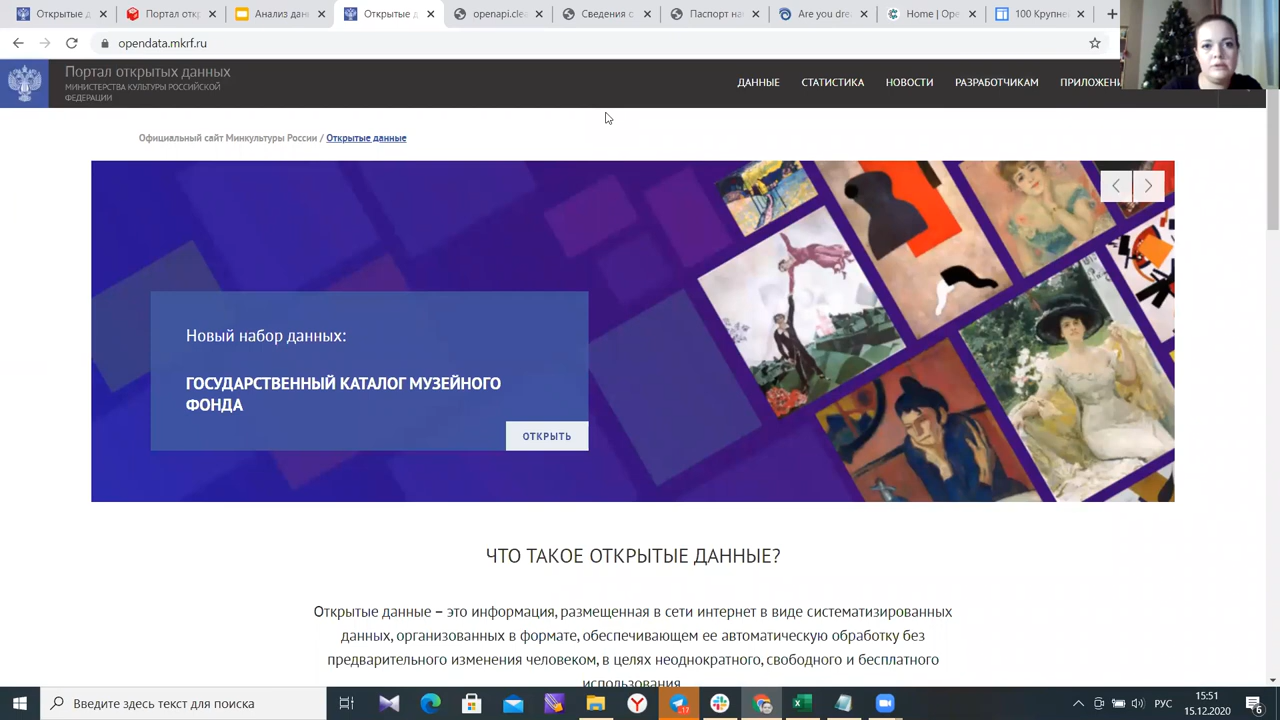 Открытые д
Портал откр
Анализ данн
Открытые д
openapi.clea
Сведения с
Паспорт на
Are you dre
Home | Ope
100 Крупне
opendata.mkrf.ru
Портал открытых данных
МИНИСТЕРСТВА КУЛЬТУРЫ РОССИЙСКОЙ
ФЕДЕРАЦИИ
ДАННЫЕ
СТАТИСТИКА
НОВОСТИ
РАЗРАБОТЧИКАМ
ПРИЛОЖЕНИ
Официальный сайт Минкультуры России / Открытые данные
Новый набор данных:
ГОСУДАРСТВЕННЫЙ КАТАЛОГ МУЗЕЙНОГО
ФОНДА
ОТКРЫТЬ
ЧТО ТАКОЕ ОТКРЫТЫЕ ДАННЫЕ?
Открытые данные – это информация, размещенная в сети интернет в виде систематизированных
данных, организованных в формате, обеспечивающем ее автоматическую обработку без
предварительного изменения человеком, в целях неоднократного, свободного и бесплатного
использования.
Введите здесь текст для поиска
РУС
15:51
15.12.2020